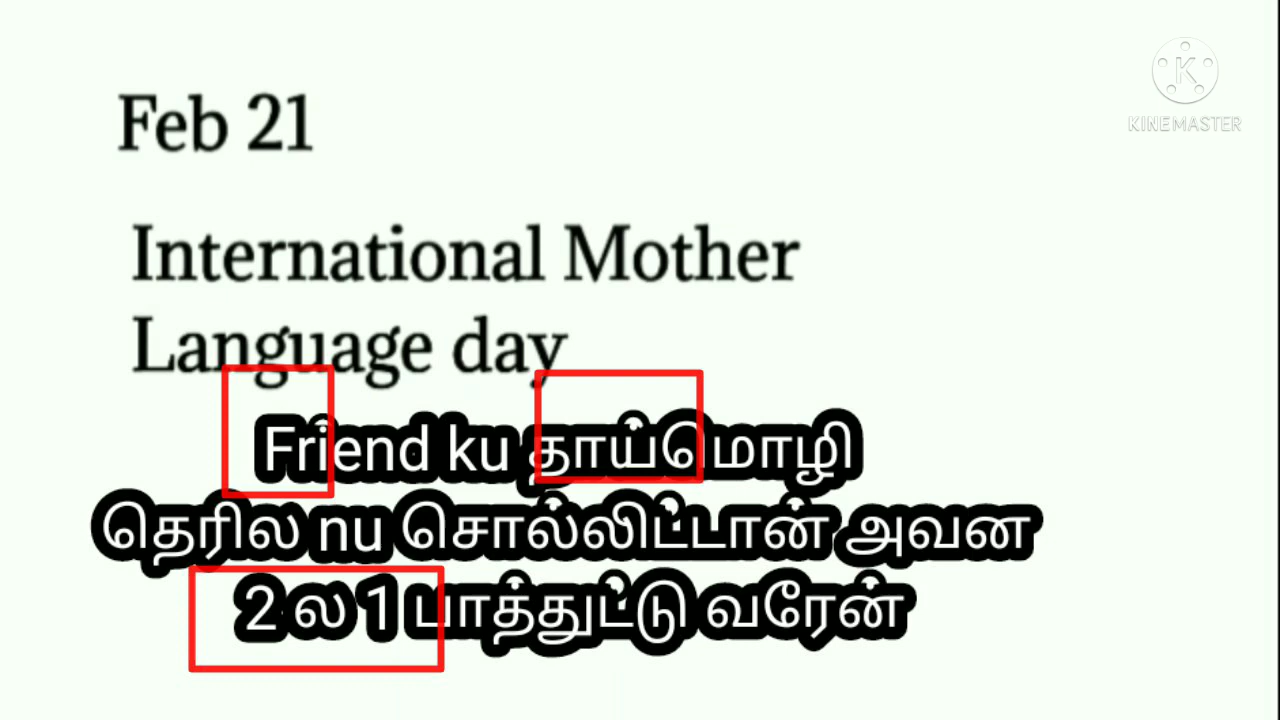 Feb 21
KINEMASTER
International Mother
Language day
Friend ku தாய்மொழி
தெரில nu சொல்லிட்டான் அவன
2 ல 1 பாத்துட்டு வரேன்